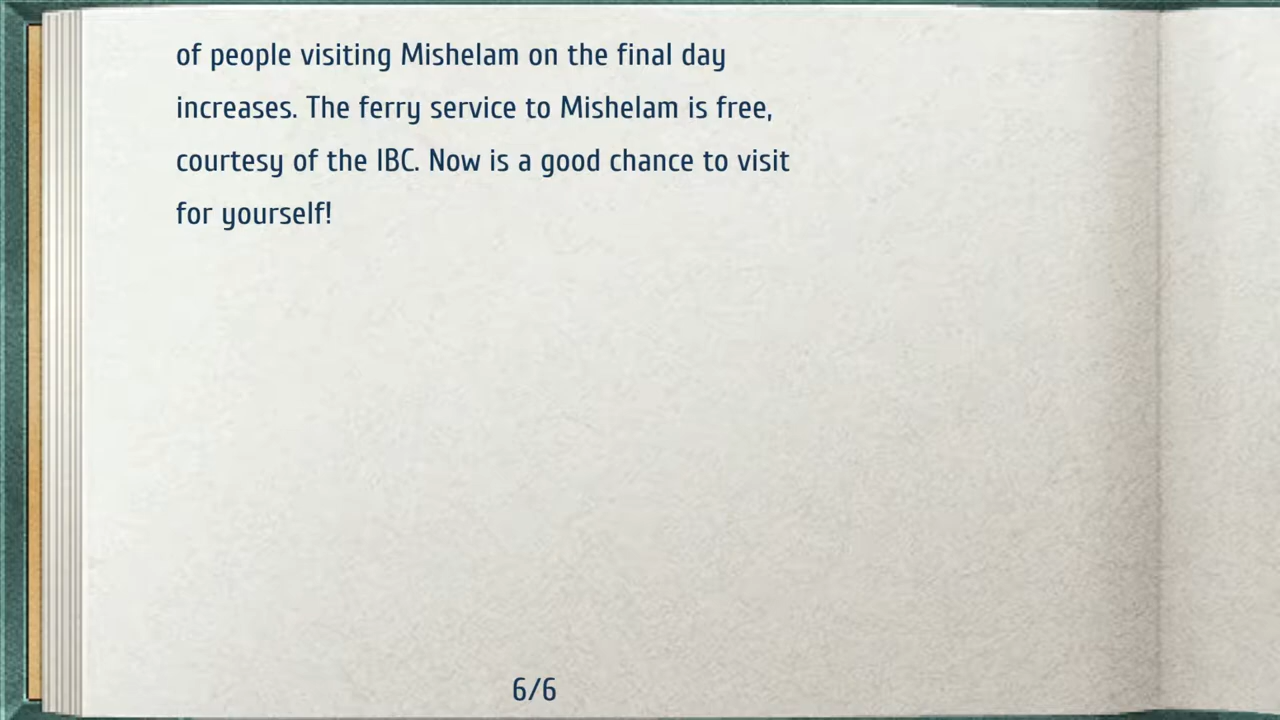 of people visiting Mishelam on the final day
increases. The ferry service to Mishelam is free,
courtesy of the IBC. Now is a good chance to visit
for yourself!
6/6